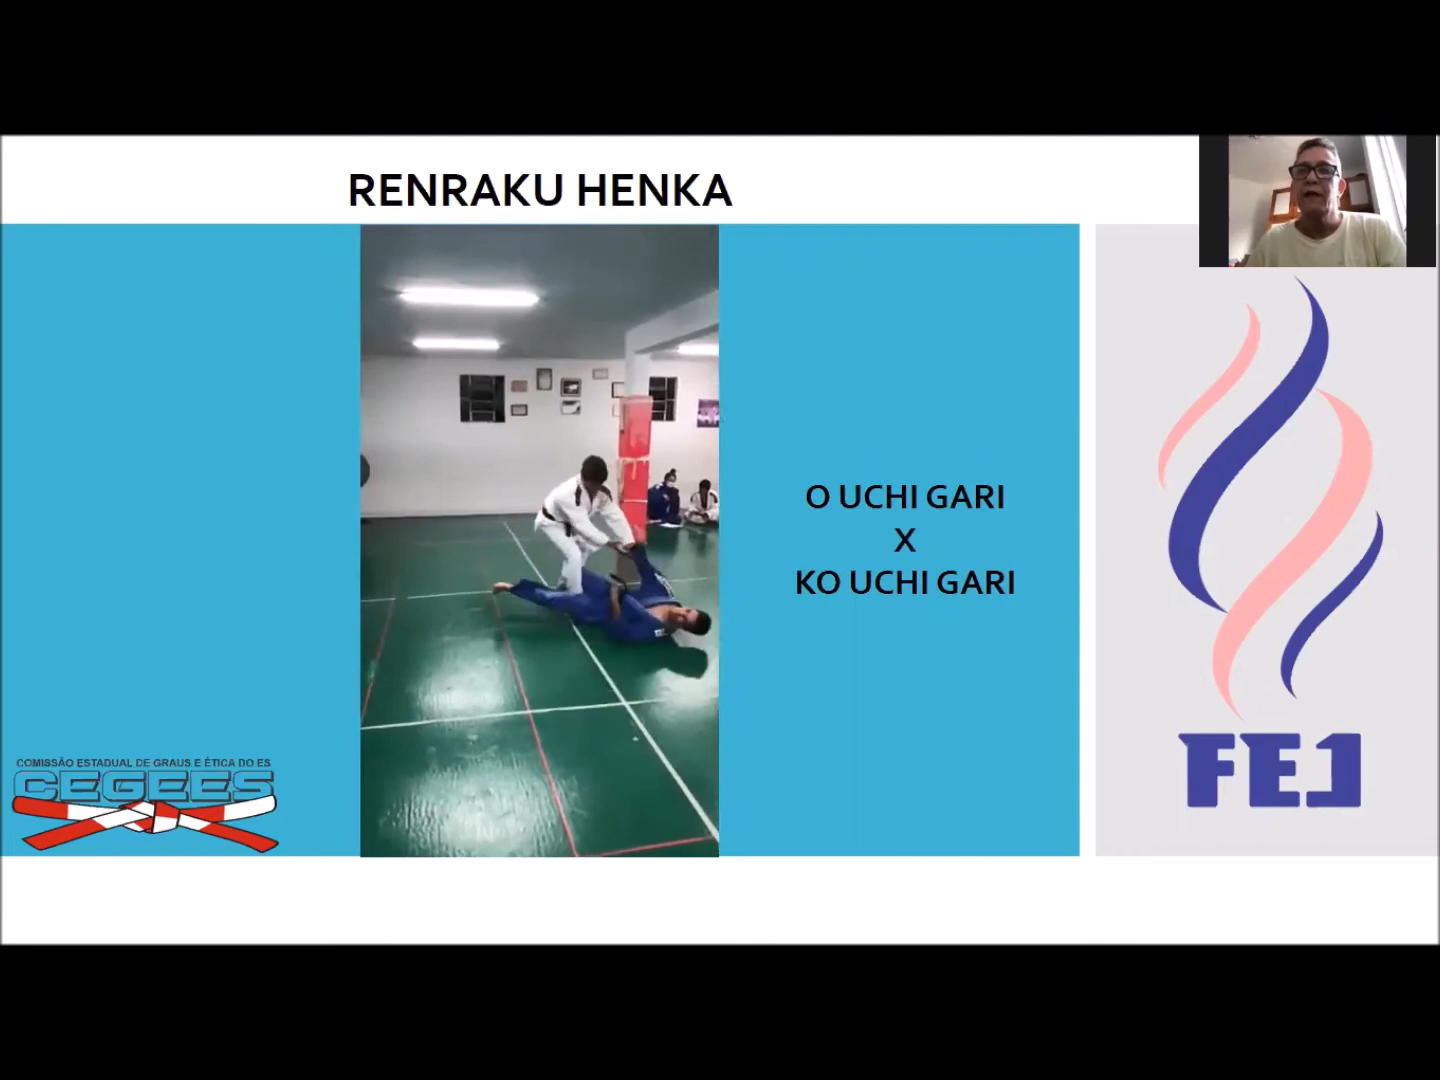 RENRAKU HENKA
O UCHI GARI
X
KO UCHI GARI
COMISSÃO ESTADUAL DE GRAUS E ÉTICA DO ES
CEGEES
FEJ